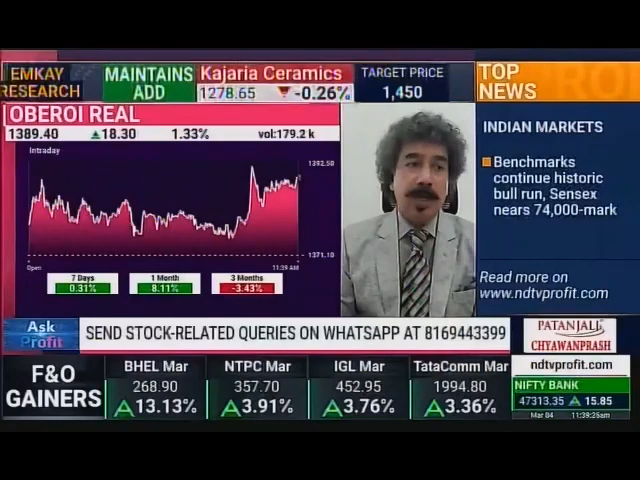 EMKAY
RESEARCH
MAINTAINS
ADD
Kajaria Ceramics
1278.65 ▼ -0.26%
TARGET PRICE
1,450
TOP
NEWS
OBEROI REAL
1389.40 ▲18.30 1.33% vol:179.2 k
Intraday
1392.50
1371.10
Open
11:39 AM
7 Days
0.31%
1 Month
8.11%
3 Months
-3.43%
INDIAN MARKETS
Benchmarks
continue historic
bull run, Sensex
nears 74,000-mark
Read more on
www.ndtvprofit.com
Ask
Profit
SEND STOCK-RELATED QUERIES ON WHATSAPP AT 8169443399
PATANJALI
CHYAWANPRASH
F&O
GAINERS
BHEL Mar
268.90
13.13%
NTPC Mar
357.70
3.91%
IGL Mar
452.95
3.76%
TataComm Mar
1994.80
3.36%
ndtvprofit.com
NIFTY BANK
47313.35 ▲ 15.85
Mar 04 11:39:26am